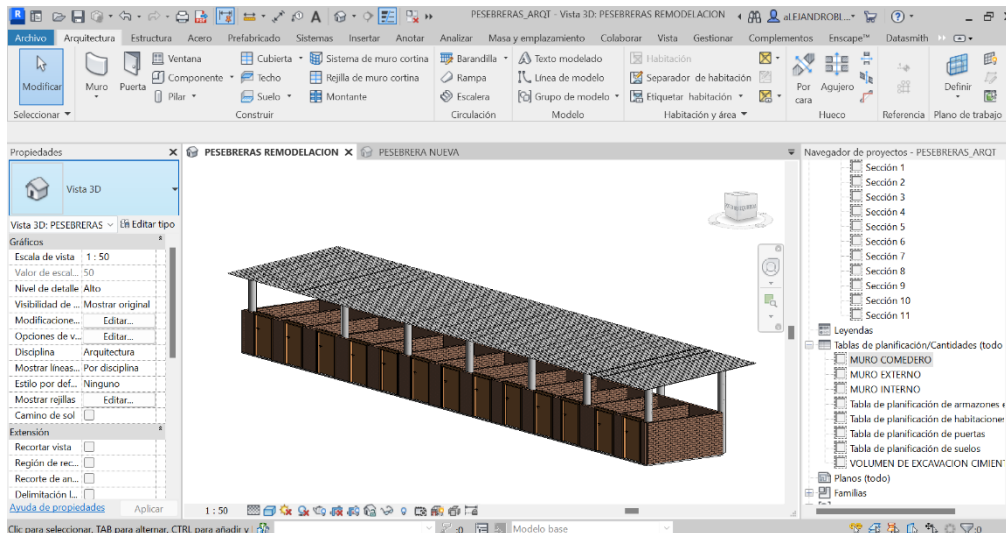 PESEBRERAS_ARQT - Vista 3D: PESEBRERAS REMODELACION
aLEJANDROBL...
Archivo Arquitectura Estructura Acero Prefabricado Sistemas Insertar Anotar Analizar Masa y emplazamiento Colaborar Vista Gestionar Complementos Enscape™ Datasmith
Modificar
Muro
Puerta
Ventana
Componente
Pilar
Cubierta
Techo
Suelo
Sistema de muro cortina
Rejilla de muro cortina
Montante
Barandilla
Rampa
Escalera
Texto modelado
Línea de modelo
Grupo de modelo
Habitación
Separador de habitación
Etiquetar habitación
Por cara
Agujero
Definir
Seleccionar Construir Circulación Modelo Habitación y área Hueco Referencia Plano de trabajo
Propiedades
PESEBRERAS REMODELACION
PESEBRERA NUEVA
Navegador de proyectos - PESEBRERAS_ARQT
Vista 3D
Vista 3D: PESEBRERAS Editar tipo
Gráficos
Escala de vista 1 : 50
Valor de escal... 50
Nivel de detalle Alto
Visibilidad de ... Mostrar original
Modificacione... Editar...
Opciones de v... Editar...
Disciplina Arquitectura
Mostrar líneas... Por disciplina
Estilo por def... Ninguno
Mostrar rejillas Editar...
Camino de sol
Extensión
Recortar vista
Región de rec...
Recorte de an...
Delimitación l...
Ayuda de propiedades Aplicar
1 : 50
Sección 1
Sección 2
Sección 3
Sección 4
Sección 5
Sección 6
Sección 7
Sección 8
Sección 9
Sección 10
Sección 11
Leyendas
Tablas de planificación/Cantidades (todo
MURO COMEDERO
MURO EXTERNO
MURO INTERNO
Tabla de planificación de armazones e
Tabla de planificación de habitaciones
Tabla de planificación de puertas
Tabla de planificación de suelos
VOLUMEN DE EXCAVACION CIMIENT
Planos (todo)
Familias
Clic para seleccionar, TAB para alternar, CTRL para añadir y
:0
Modelo base
:0